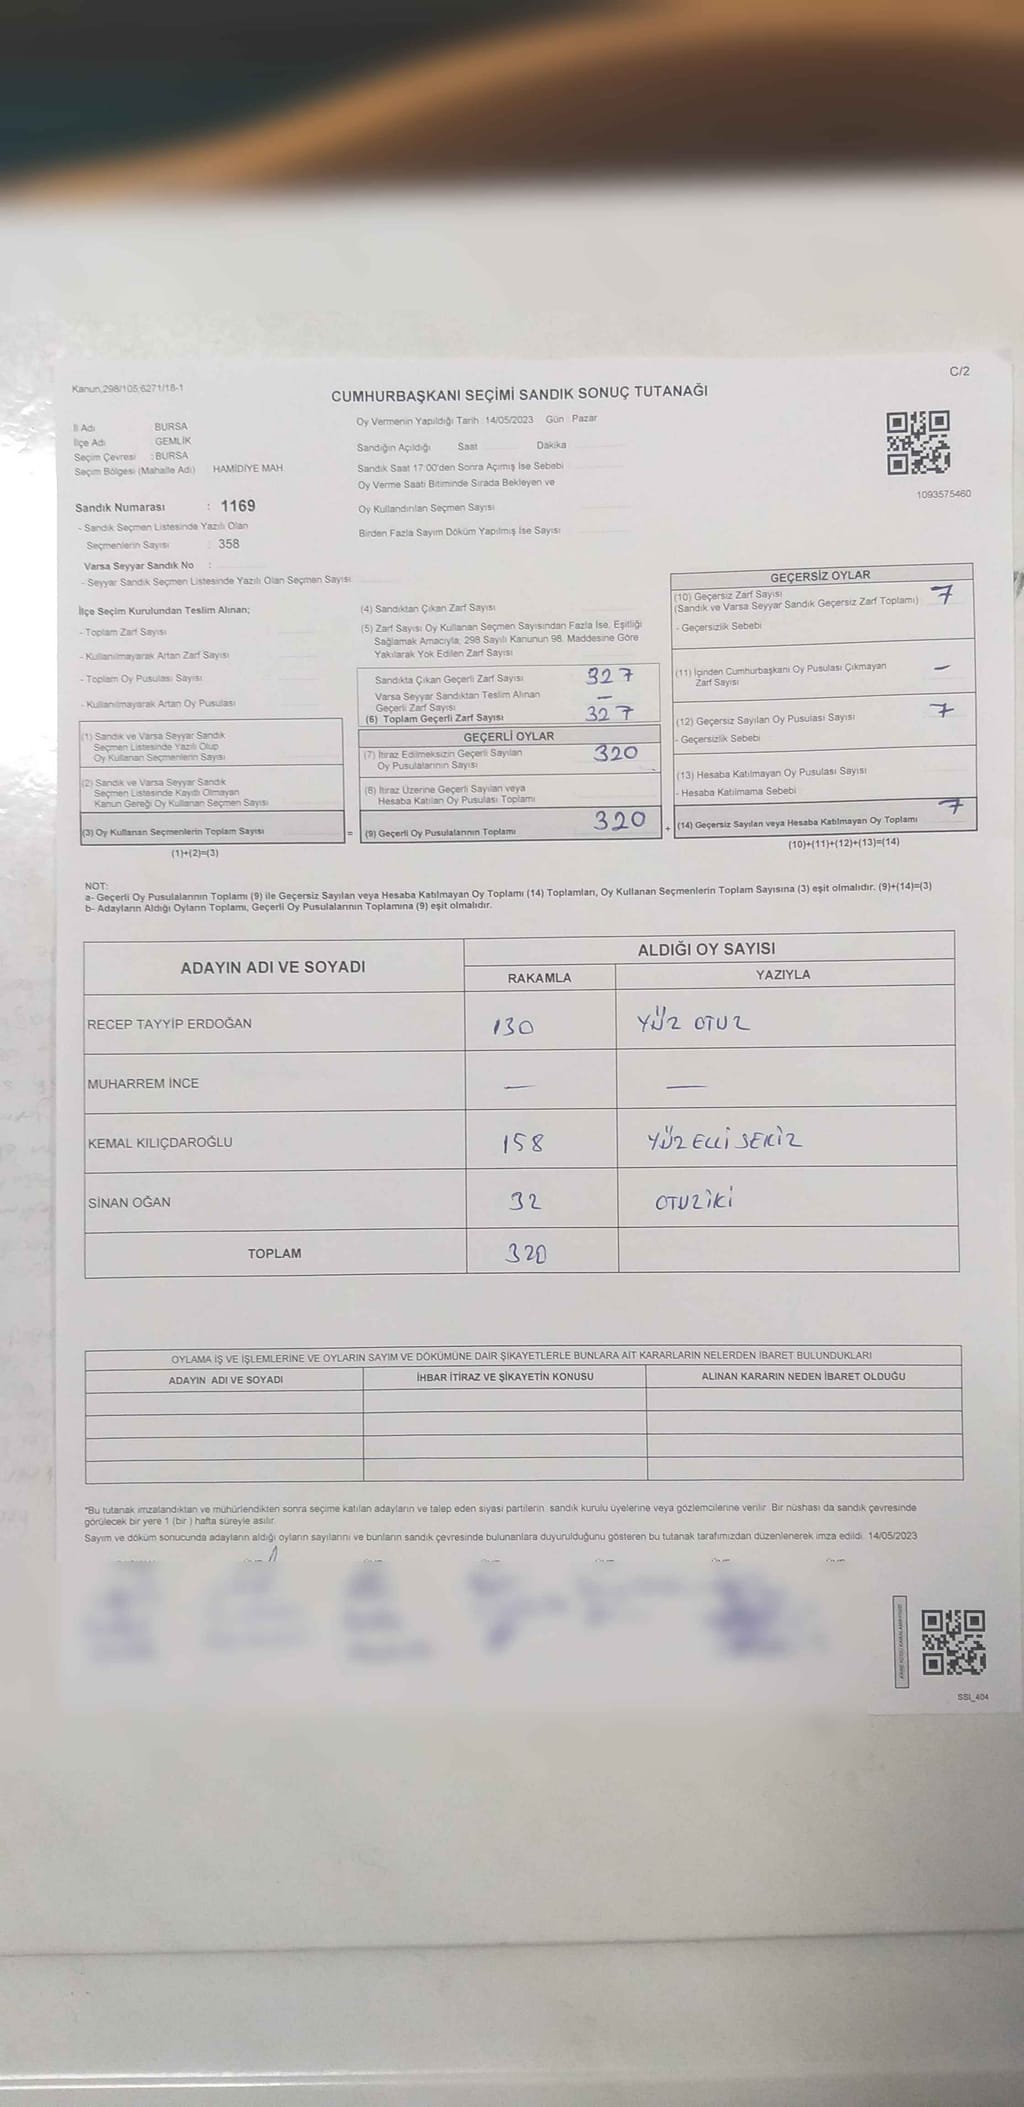 Kanun,298/105,6271/18-1
C/2
CUMHURBAŞKANI SEÇİMİ SANDIK SONUÇ TUTANAĞI
İl Adı BURSA
İlçe Adı GEMLİK
Seçim Çevresi : BURSA
Seçim Bölgesi (Mahalle Adı) HAMİDİYE MAH
Sandık Numarası : 1169
- Sandık Seçmen Listesinde Yazılı Olan
Seçmenlerin Sayısı : 358
Varsa Seyyar Sandık No :
- Seyyar Sandık Seçmen Listesinde Yazılı Olan Seçmen Sayısı
Oy Vermenin Yapıldığı Tarih : 14/05/2023 Gün : Pazar
Sandığın Açıldığı Saat Dakika
Sandık Saat 17:00'den Sonra Açımış İse Sebebi
Oy Verme Saati Bitiminde Sırada Bekleyen ve
Oy Kullandırılan Seçmen Sayısı
Birden Fazla Sayım Döküm Yapılmış İse Sayısı
1093575460
İlçe Seçim Kurulundan Teslim Alınan;
- Toplam Zarf Sayısı
- Kullanılmayarak Artan Zarf Sayısı
- Toplam Oy Pusulası Sayısı
- Kullanılmayarak Artan Oy Pusulası
(1) Sandık ve Varsa Seyyar Sandık
Seçmen Listesinde Yazılı Olup
Oy Kullanan Seçmenlerin Sayısı
(2) Sandık ve Varsa Seyyar Sandık
Seçmen Listesinde Kayıtlı Olmayan
Kanun Gereği Oy Kullanan Seçmen Sayısı
(3) Oy Kullanan Seçmenlerin Toplam Sayısı =
(1)+(2)=(3)
(4) Sandıktan Çıkan Zarf Sayısı
(5) Zarf Sayısı Oy Kullanan Seçmen Sayısından Fazla İse, Eşitliği
Sağlamak Amacıyla, 298 Sayılı Kanunun 98. Maddesine Göre
Yakılarak Yok Edilen Zarf Sayısı
Sandıkta Çıkan Geçerli Zarf Sayısı 327
Varsa Seyyar Sandıktan Teslim Alınan
Geçerli Zarf Sayısı —
(6) Toplam Geçerli Zarf Sayısı 327
GEÇERLİ OYLAR
(7) İtiraz Edilmeksizin Geçerli Sayılan
Oy Pusulalarının Sayısı 320
(8) İtiraz Üzerine Geçerli Sayılan veya
Hesaba Katılan Oy Pusulası Toplamı
(9) Geçerli Oy Pusulalarının Toplamı 320 +
GEÇERSİZ OYLAR
(10) Geçersiz Zarf Sayısı
(Sandık ve Varsa Seyyar Sandık Geçersiz Zarf Toplamı) 7
- Geçersizlik Sebebi
(11) İçinden Cumhurbaşkanı Oy Pusulası Çıkmayan
Zarf Sayısı —
(12) Geçersiz Sayılan Oy Pusulası Sayısı 7
- Geçersizlik Sebebi
(13) Hesaba Katılmayan Oy Pusulası Sayısı
- Hesaba Katılmama Sebebi
(14) Geçersiz Sayılan veya Hesaba Katılmayan Oy Toplamı 7
(10)+(11)+(12)+(13)=(14)
NOT:
a- Geçerli Oy Pusulalarının Toplamı (9) ile Geçersiz Sayılan veya Hesaba Katılmayan Oy Toplamı (14) Toplamları, Oy Kullanan Seçmenlerin Toplam Sayısına (3) eşit olmalıdır. (9)+(14)=(3)
b- Adayların Aldığı Oyların Toplamı, Geçerli Oy Pusulalarının Toplamına (9) eşit olmalıdır.
ADAYIN ADI VE SOYADI
ALDIĞI OY SAYISI
RAKAMLA YAZIYLA
RECEP TAYYİP ERDOĞAN 130 YÜZ OTUZ
MUHARREM İNCE — —
KEMAL KILIÇDAROĞLU 158 YÜZ ELLİ SEKİZ
SİNAN OĞAN 32 OTUZ İKİ
TOPLAM 320
OYLAMA İŞ VE İŞLEMLERİNE VE OYLARIN SAYIM VE DÖKÜMÜNE DAİR ŞİKAYETLERLE BUNLARA AİT KARARLARIN NELERDEN İBARET BULUNDUKLARI
ADAYIN ADI VE SOYADI İHBAR İTİRAZ VE ŞİKAYETİN KONUSU ALINAN KARARIN NEDEN İBARET OLDUĞU
*Bu tutanak imzalandıktan ve mühürlendikten sonra seçime katılan adayların ve talep eden siyasi partilerin sandık kurulu üyelerine veya gözlemcilerine verilir. Bir nüshası da sandık çevresinde
görülecek bir yere 1 (bir ) hafta süreyle asılır.
Sayım ve döküm sonucunda adayların aldığı oyların sayılarını ve bunların sandık çevresinde bulunanlara duyurulduğunu gösteren bu tutanak tarafımızdan düzenlenerek imza edildi. 14/05/2023
SSI_404